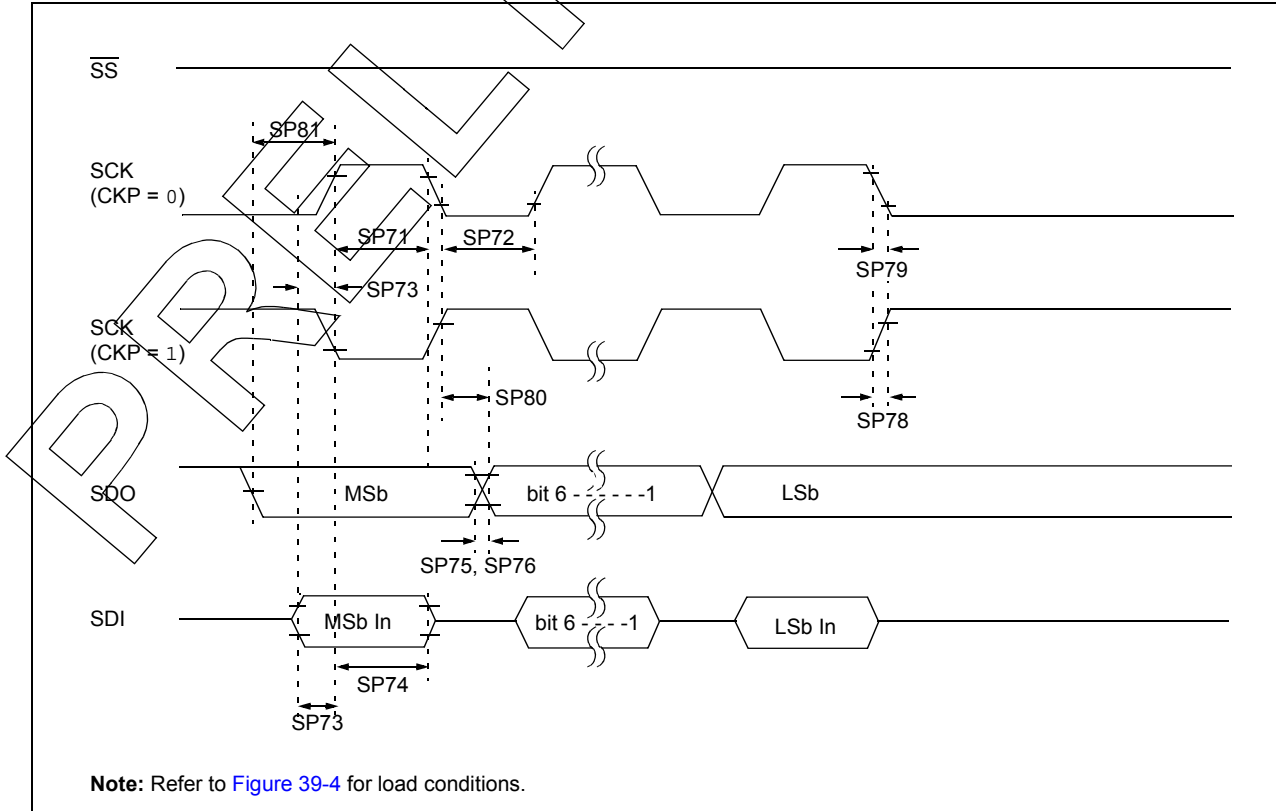 SS
SP81
SCK
(CKP = 0)
SP71
SP72
SP79
SP73
SCK
(CKP = 1)
SP80
SP78
SDO
MSb
bit 6 - - - - - -1
LSb
SP75, SP76
SDI
MSb In
bit 6 - - - -1
LSb In
SP74
SP73
Note: Refer to Figure 39-4 for load conditions.
PREL